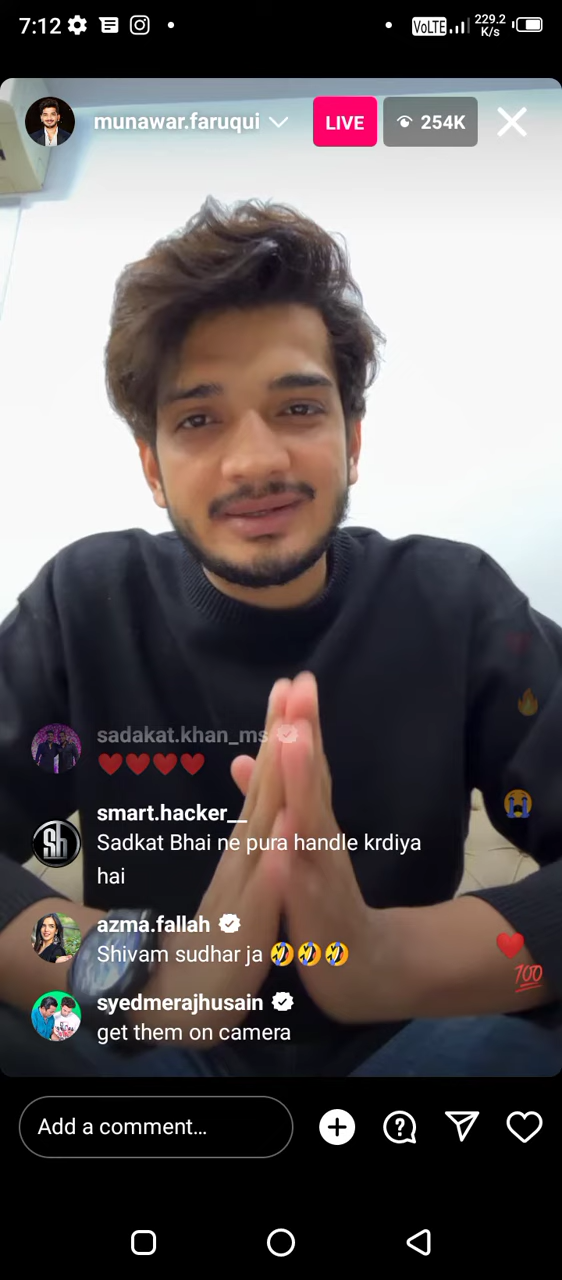 7:12
VoLTE
229.2
K/s
munawar.faruqui
LIVE
254K
sadakat.khan_ms
❤️❤️❤️❤️
smart.hacker__
Sh
Sadkat Bhai ne pura handle krdiya
hai
azma.fallah
Shivam sudhar ja 🤣🤣🤣
syedmerajhusain
get them on camera
💯
Add a comment...